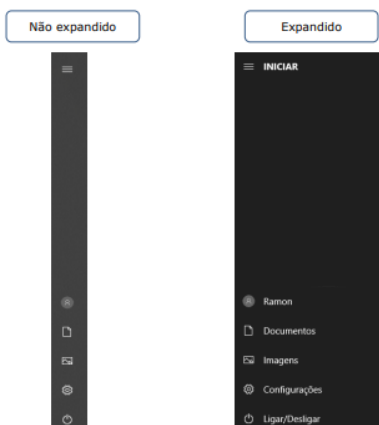 Não expandido
Expandido
INICIAR
Ramon
Documentos
Imagens
Configurações
Ligar/Desligar